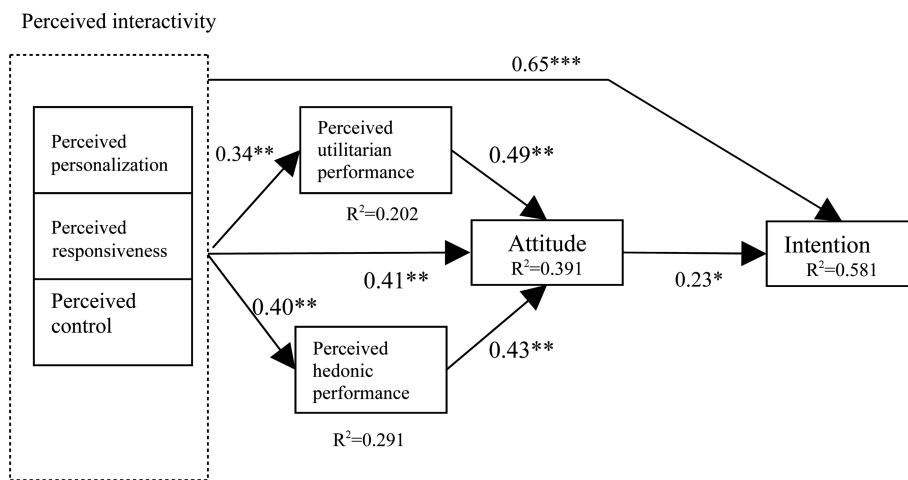 Perceived interactivity
0.65***
Perceived
personalization
Perceived
responsiveness
Perceived
control
0.34**
Perceived
utilitarian
performance
R²=0.202
0.49**
0.41**
Attitude
R²=0.391
0.23*
Intention
R²=0.581
0.40**
Perceived
hedonic
performance
R²=0.291
0.43**